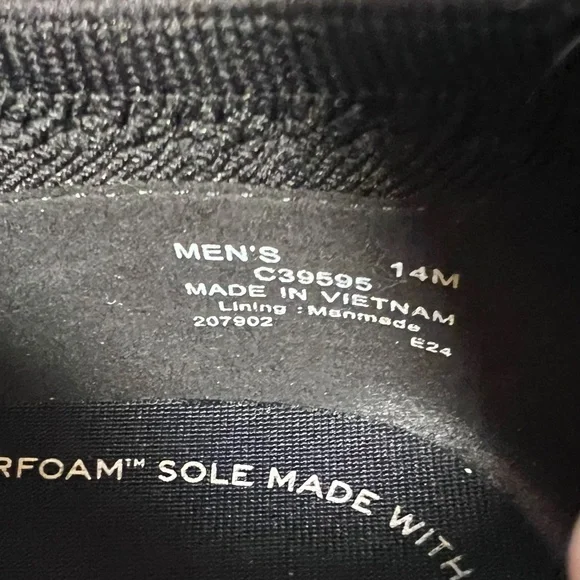 MEN'S 14M
C39595
MADE IN VIETNAM
Lining : Manmade
207902 E24
RFOAM™ SOLE MADE WITH